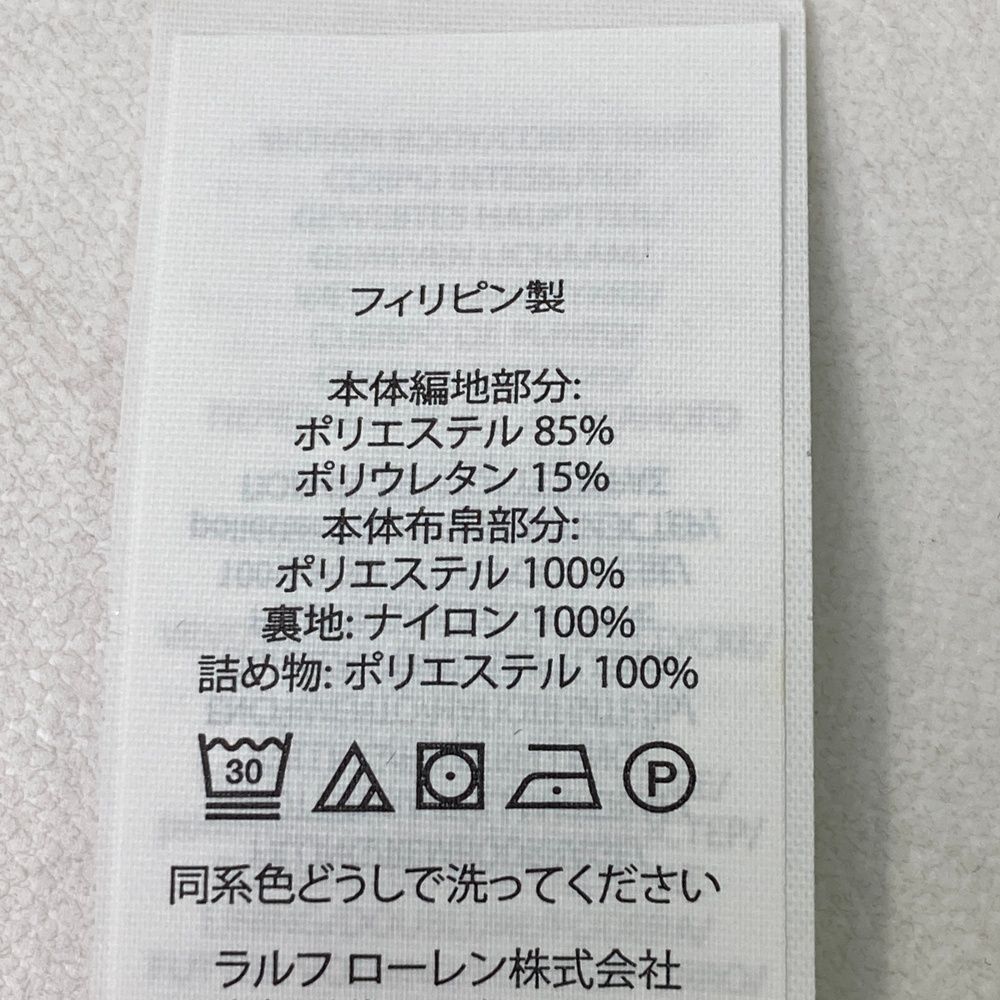 フィリピン製
本体編地部分:
ポリエステル 85%
ポリウレタン 15%
本体布帛部分:
ポリエステル 100%
裏地: ナイロン 100%
詰め物: ポリエステル 100%
30 P
同系色どうしで洗ってください
ラルフ ローレン株式会社